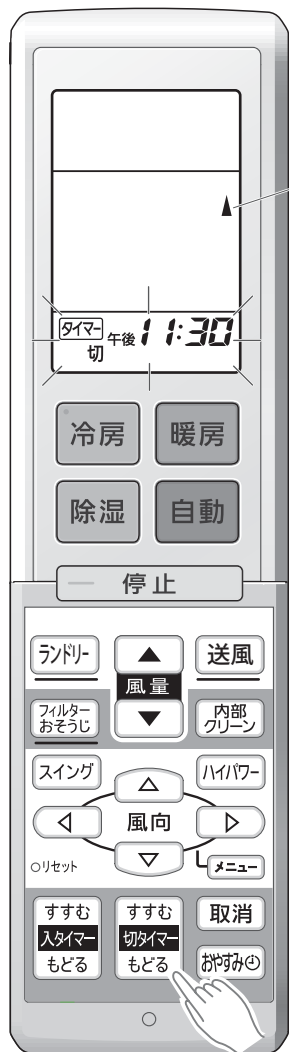 タイマー
切 午後 11:30
冷房 暖房
除湿 自動
停止
ランドリー ▲ 送風
風量
フィルター
おそうじ ▼ 内部
クリーン
スイング △ ハイパワー
◁ 風向 ▷
○リセット ▽ メニュー
すすむ すすむ 取消
入タイマー 切タイマー
もどる もどる おやすみ